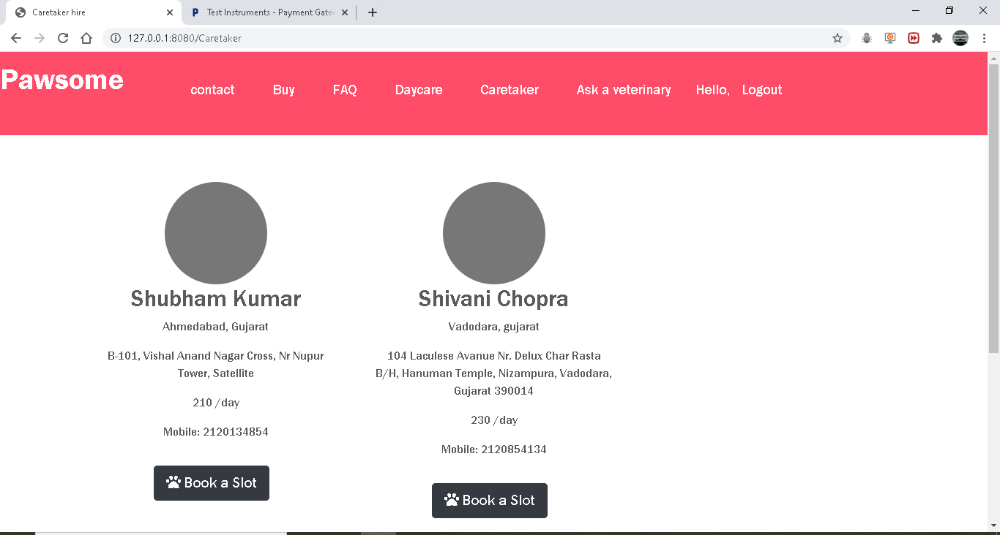 Caretaker hire
Test Instruments - Payment Gatew
127.0.0.1:8080/Caretaker
Pawsome
contact Buy FAQ Daycare Caretaker Ask a veterinary Hello, Logout
Shubham Kumar
Ahmedabad, Gujarat
B-101, Vishal Anand Nagar Cross, Nr Nupur
Tower, Satellite
210 /day
Mobile: 2120134854
Book a Slot
Shivani Chopra
Vadodara, gujarat
104 Laculese Avanue Nr. Delux Char Rasta
B/H, Hanuman Temple, Nizampura, Vadodara,
Gujarat 390014
230 /day
Mobile: 2120854134
Book a Slot